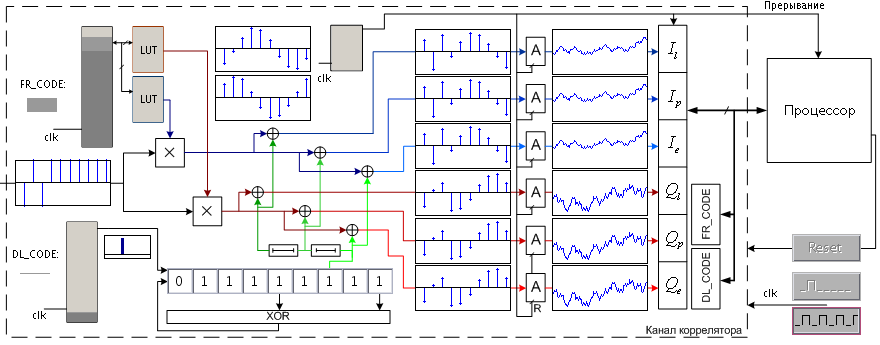 Прерывание
LUT
FR_CODE:
LUT
clk
clk
A
A
A
A
A
A
R
I_l
I_p
I_e
Q_l
Q_p
Q_e
Процессор
FR_CODE
DL_CODE
Reset
clk
DL_CODE:
clk
0 1 1 1 1 1 1 1 1
XOR
Канал коррелятора